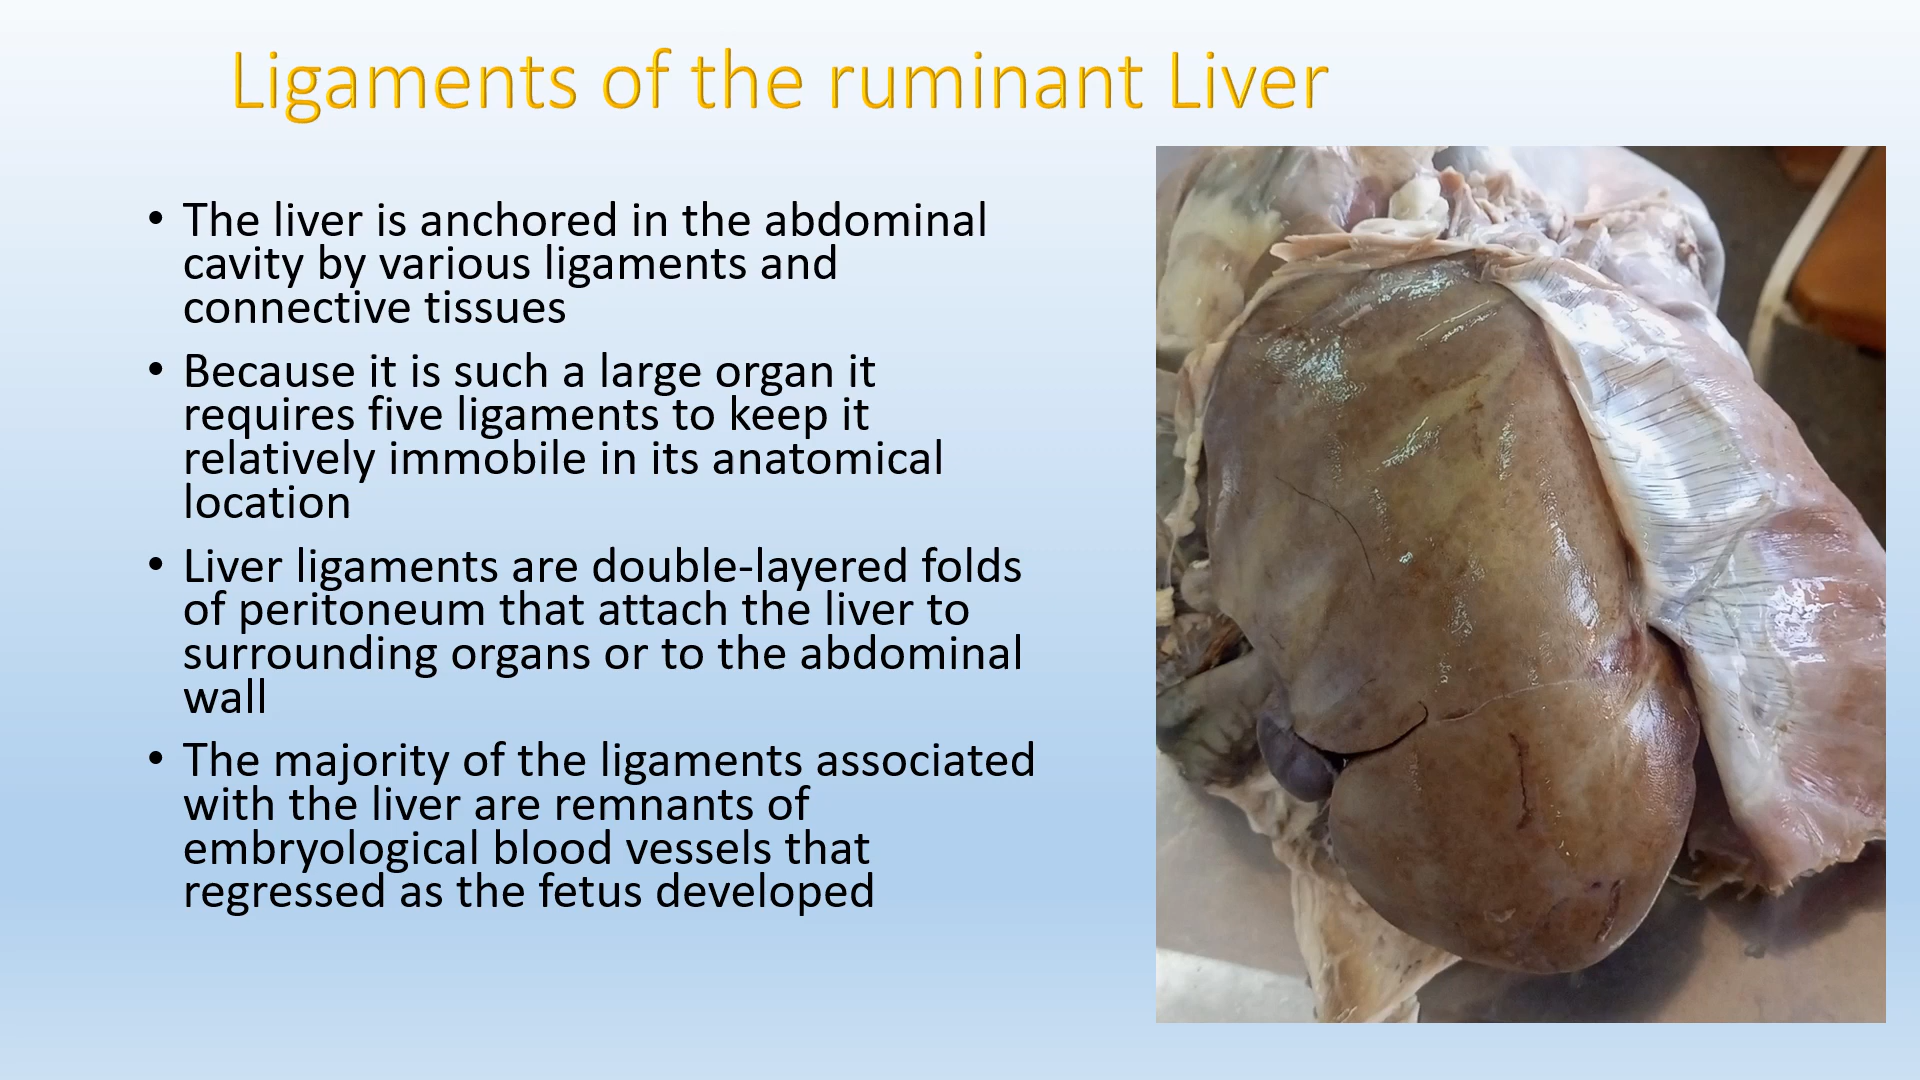 Ligaments of the ruminant Liver
• The liver is anchored in the abdominal
cavity by various ligaments and
connective tissues
• Because it is such a large organ it
requires five ligaments to keep it
relatively immobile in its anatomical
location
• Liver ligaments are double-layered folds
of peritoneum that attach the liver to
surrounding organs or to the abdominal
wall
• The majority of the ligaments associated
with the liver are remnants of
embryological blood vessels that
regressed as the fetus developed